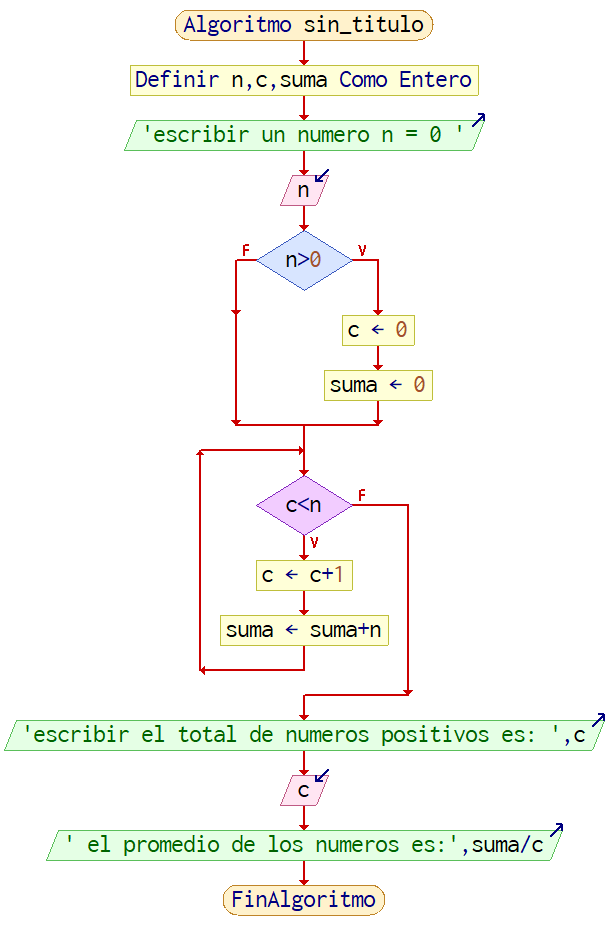 Algoritmo sin_titulo
Definir n,c,suma Como Entero
'escribir un numero n = 0 '
n
n>0
F
V
c ← 0
suma ← 0
c<n
F
V
c ← c+1
suma ← suma+n
'escribir el total de numeros positivos es: ',c
c
' el promedio de los numeros es:',suma/c
FinAlgoritmo